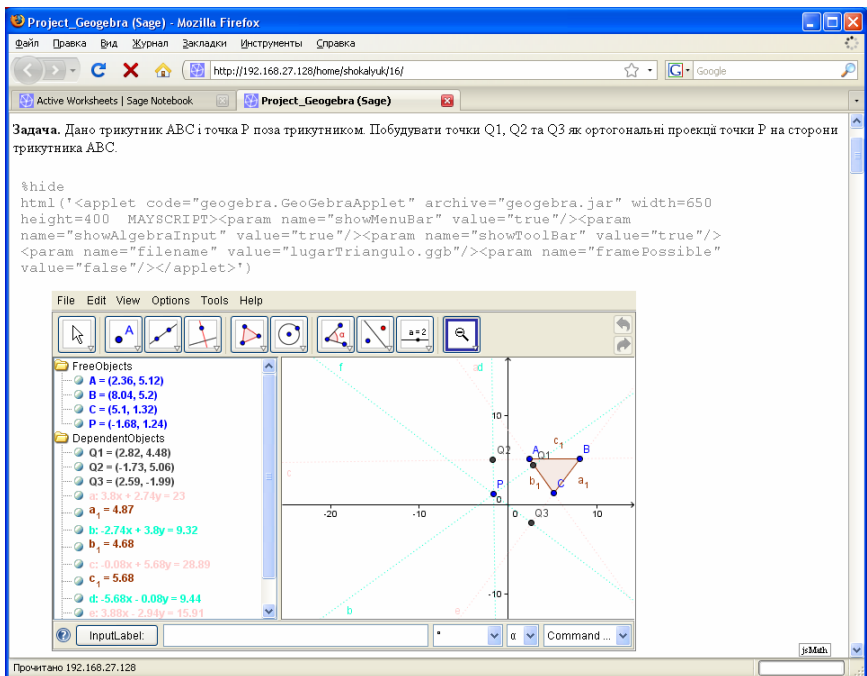 Project_Geogebra (Sage) - Mozilla Firefox
Файл Правка Вид Журнал Закладки Инструменты Справка
http://192.168.27.128/home/shokalyuk/16/
Google
Active Worksheets | Sage Notebook
Project_Geogebra (Sage)
Задача. Дано трикутник ABC і точка P поза трикутником. Побудувати точки Q1, Q2 та Q3 як ортогональні проекції точки P на сторони
трикутника ABC.
%hide
html('<applet code="geogebra.GeoGebraApplet" archive="geogebra.jar" width=650
height=400 MAYSCRIPT><param name="showMenuBar" value="true"/><param
name="showAlgebraInput" value="true"/><param name="showToolBar" value="true"/>
<param name="filename" value="lugarTriangulo.ggb"/><param name="framePossible"
value="false"/></applet>')
File Edit View Options Tools Help
A
α
a = 2
FreeObjects
A = (2.36, 5.12)
B = (8.04, 5.2)
C = (5.1, 1.32)
P = (-1.68, 1.24)
DependentObjects
Q1 = (2.82, 4.48)
Q2 = (-1.73, 5.06)
Q3 = (2.59, -1.99)
a: 3.8x + 2.74y = 23
a₁ = 4.87
b: -2.74x + 3.8y = 9.32
b₁ = 4.68
c: -0.08x + 5.68y = 28.89
c₁ = 5.68
d: -5.68x - 0.08y = 9.44
e: 3.88x - 2.94y = 15.91
f
a
d
10
Q2
A
Q1
c₁
B
c
P
b₁
C
a₁
0
-20
-10
0
Q3
10
-10
b
e
InputLabel:
°
α
Command ...
jsMath
Прочитано 192.168.27.128